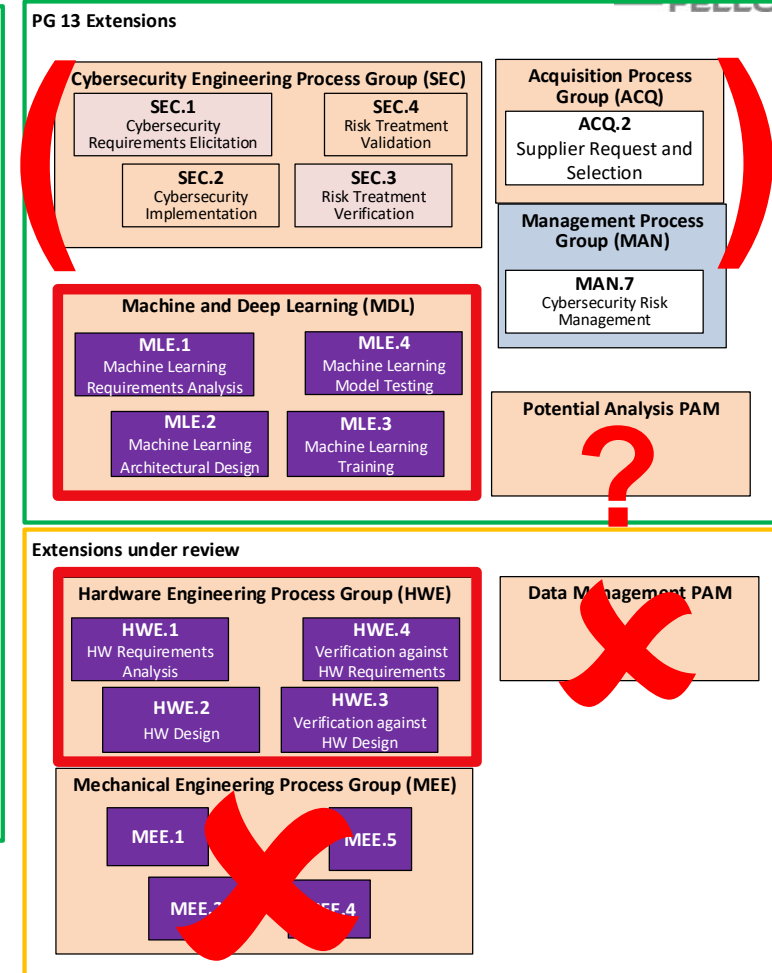 PG 13 Extensions
Cybersecurity Engineering Process Group (SEC)
SEC.1
Cybersecurity
Requirements Elicitation
SEC.4
Risk Treatment
Validation
SEC.2
Cybersecurity
Implementation
SEC.3
Risk Treatment
Verification
Acquisition Process
Group (ACQ)
ACQ.2
Supplier Request and
Selection
Management Process
Group (MAN)
MAN.7
Cybersecurity Risk
Management
Machine and Deep Learning (MDL)
MLE.1
Machine Learning
Requirements Analysis
MLE.4
Machine Learning
Model Testing
MLE.2
Machine Learning
Architectural Design
MLE.3
Machine Learning
Training
Potential Analysis PAM
?
Extensions under review
Hardware Engineering Process Group (HWE)
HWE.1
HW Requirements
Analysis
HWE.4
Verification against
HW Requirements
HWE.2
HW Design
HWE.3
Verification against
HW Design
Data Management PAM
Mechanical Engineering Process Group (MEE)
MEE.1
MEE.5